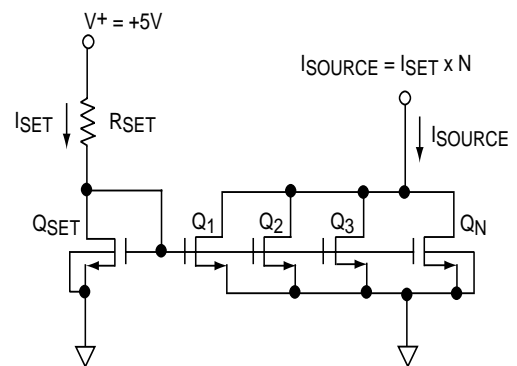 V+ = +5V
ISOURCE = ISET x N
ISET
RSET
ISOURCE
QSET
Q1
Q2
Q3
QN